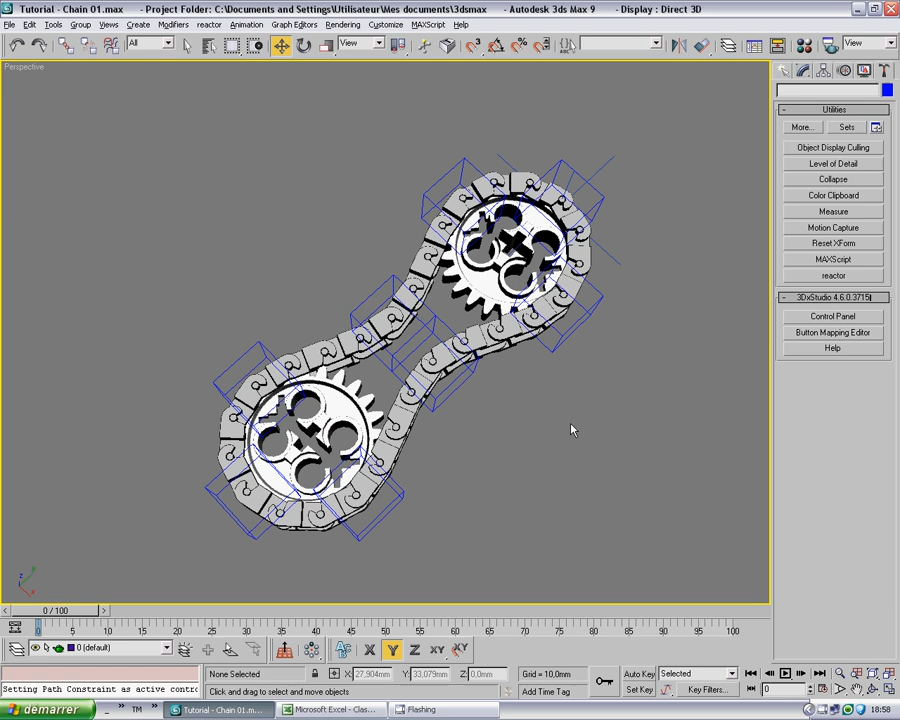 Tutorial - Chain 01.max - Project Folder: C:\Documents and Settings\Utilisateur\Mes documents\3dsmax - Autodesk 3ds Max 9 - Display : Direct 3D
File Edit Tools Group Views Create Modifiers reactor Animation Graph Editors Rendering Customize MAXScript Help
All View View
Perspective
Utilities
More... Sets
Object Display Culling
Level of Detail
Collapse
Color Clipboard
Measure
Motion Capture
Reset XForm
MAXScript
reactor
3DxStudio 4.6.0.3715
Control Panel
Button Mapping Editor
Help
z y x
0 / 100
0 5 10 15 20 25 30 35 40 45 50 55 60 65 70 75 80 85 90 95 100
0 (default) X Y Z XY XY
None Selected X: 27,904mm Y: 33,079mm Z: 0,0mm Grid = 10,0mm Auto Key Selected
Setting Path Constraint as active contro Click and drag to select and move objects Add Time Tag Set Key Key Filters... 0
démarrer TM Tutorial - Chain 01.m... Microsoft Excel - Clas... Flashing 18:58